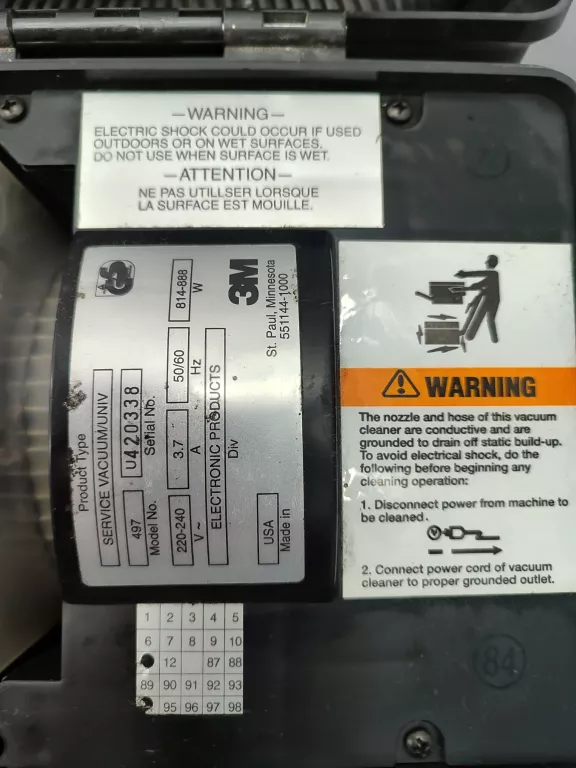 —WARNING—
ELECTRIC SHOCK COULD OCCUR IF USED
OUTDOORS OR ON WET SURFACES.
DO NOT USE WHEN SURFACE IS WET.
—ATTENTION—
NE PAS UTILLSER LORSQUE
LA SURFACE EST MOUILLE.
GS
Product Type
SERVICE VACUUM/UNIV
497
U420338
Model No.
Serial No.
220-240
3.7
50/60
814-888
V ~
A
Hz
W
ELECTRONIC PRODUCTS
Div
3M
St. Paul, Minnesota
551144-1000
USA
Made in
WARNING
The nozzle and hose of this vacuum
cleaner are conductive and are
grounded to drain off static build-up.
To avoid electrical shock, do the
following before beginning any
cleaning operation:
1. Disconnect power from machine to
be cleaned.
2. Connect power cord of vacuum
cleaner to proper grounded outlet.
1 2 3 4 5
6 7 8 9 10
12 87 88
89 90 91 92 93
95 96 97 98
84